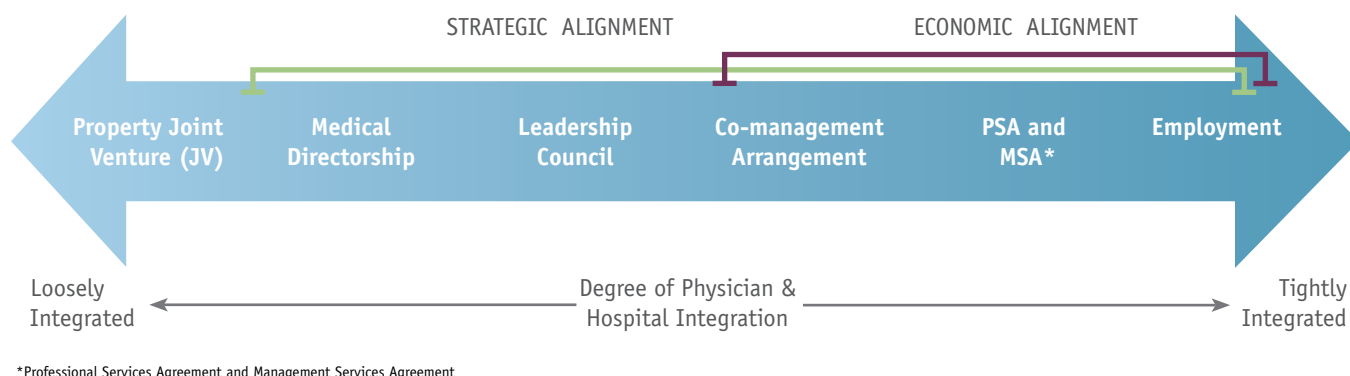 STRATEGIC ALIGNMENT
ECONOMIC ALIGNMENT
Property Joint
Venture (JV)
Medical
Directorship
Leadership
Council
Co-management
Arrangement
PSA and
MSA*
Employment
Loosely
Integrated
Degree of Physician &
Hospital Integration
Tightly
Integrated
*Professional Services Agreement and Management Services Agreement